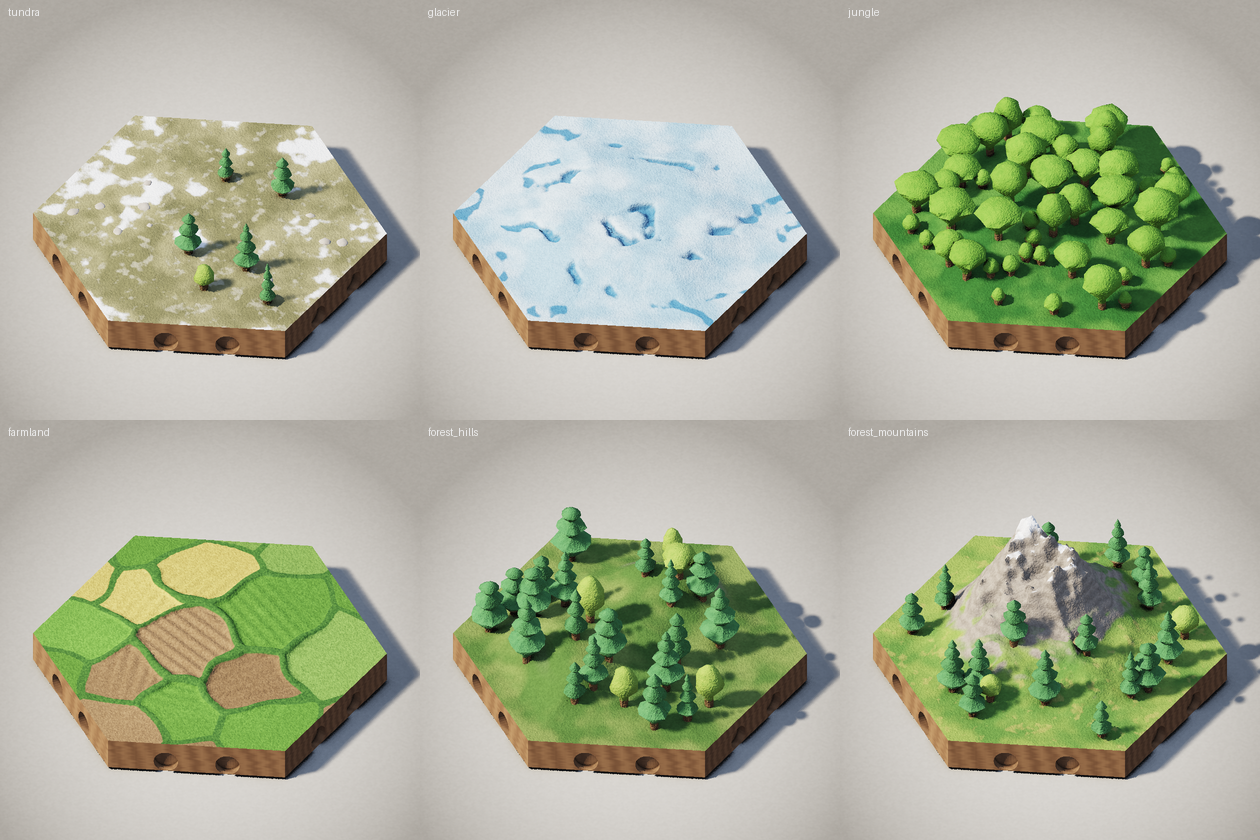 tundra
glacier
jungle
farmland
forest_hills
forest_mountains